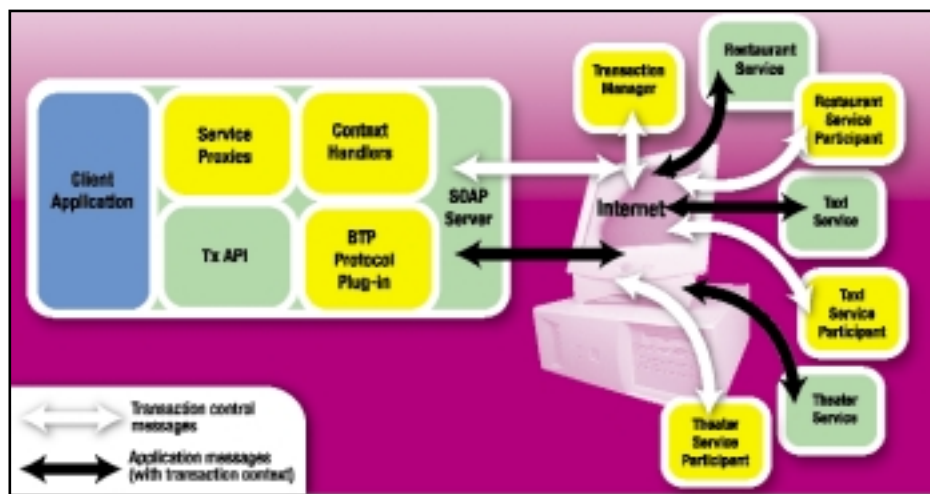 Client
Application
Service
Proxies
Context
Handlers
Tx API
BTP
Protocol
Plug-in
SOAP
Server
Transaction
Manager
Internet
Restaurant
Service
Restaurant
Service
Participant
Taxi
Service
Taxi
Service
Participant
Theater
Service
Theater
Service
Participant
Transaction control
messages
Application messages
(with transaction context)